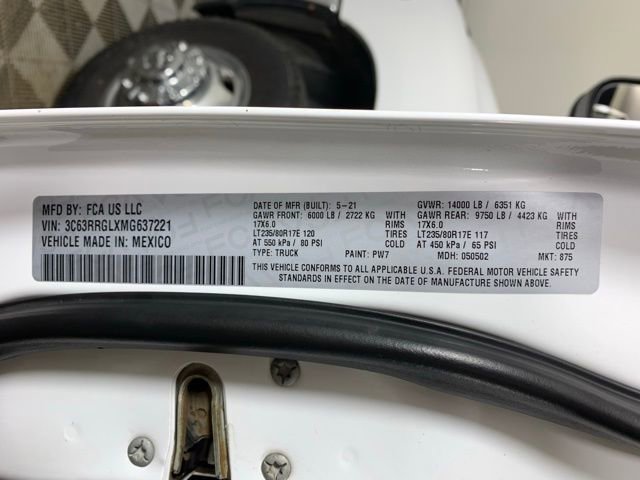 MFD BY: FCA US LLC
VIN: 3C63RRGLXMG637221
VEHICLE MADE IN: MEXICO
DATE OF MFR (BUILT): 5-21
GAWR FRONT: 6000 LB / 2722 KG WITH
17X6.0 RIMS
LT235/80R17E 120 TIRES
AT 550 kPa / 80 PSI COLD
TYPE: TRUCK PAINT: PW7
GVWR: 14000 LB / 6351 KG
GAWR REAR: 9750 LB / 4423 KG WITH
17X6.0 RIMS
LT235/80R17E 117 TIRES
AT 450 kPa / 65 PSI COLD
MDH: 050502 MKT: 875
THIS VEHICLE CONFORMS TO ALL APPLICABLE U.S.A. FEDERAL MOTOR VEHICLE SAFETY
STANDARDS IN EFFECT ON THE DATE OF MANUFACTURE SHOWN ABOVE.